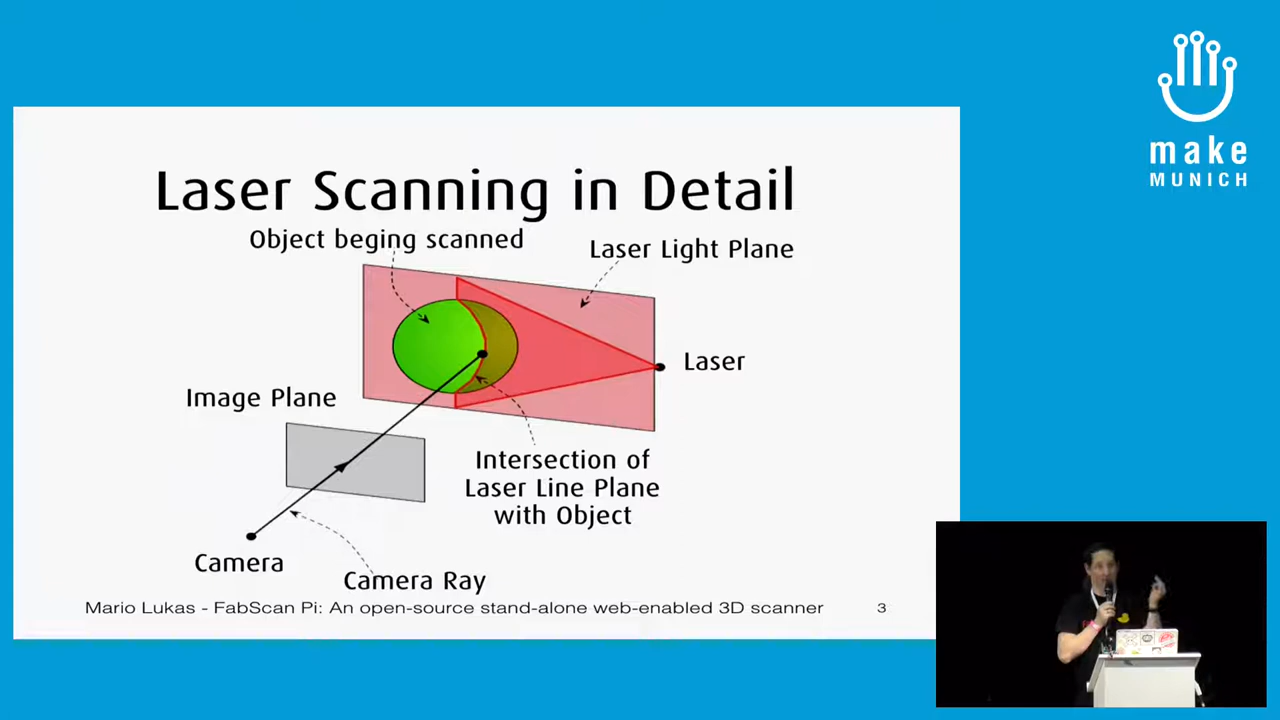 make
MUNICH
Laser Scanning in Detail
Object beging scanned
Laser Light Plane
Laser
Image Plane
Intersection of
Laser Line Plane
with Object
Camera
Camera Ray
Mario Lukas - FabScan Pi: An open-source stand-alone web-enabled 3D scanner 3